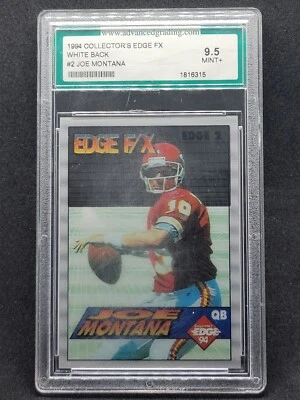 www.advancedgrading.com
1994 COLLECTOR'S EDGE FX
9.5
WHITE BACK
MINT+
#2 JOE MONTANA
1816315
EDGE F/X
EDGE 2
19
JOE
MONTANA
QB
EDGE
94